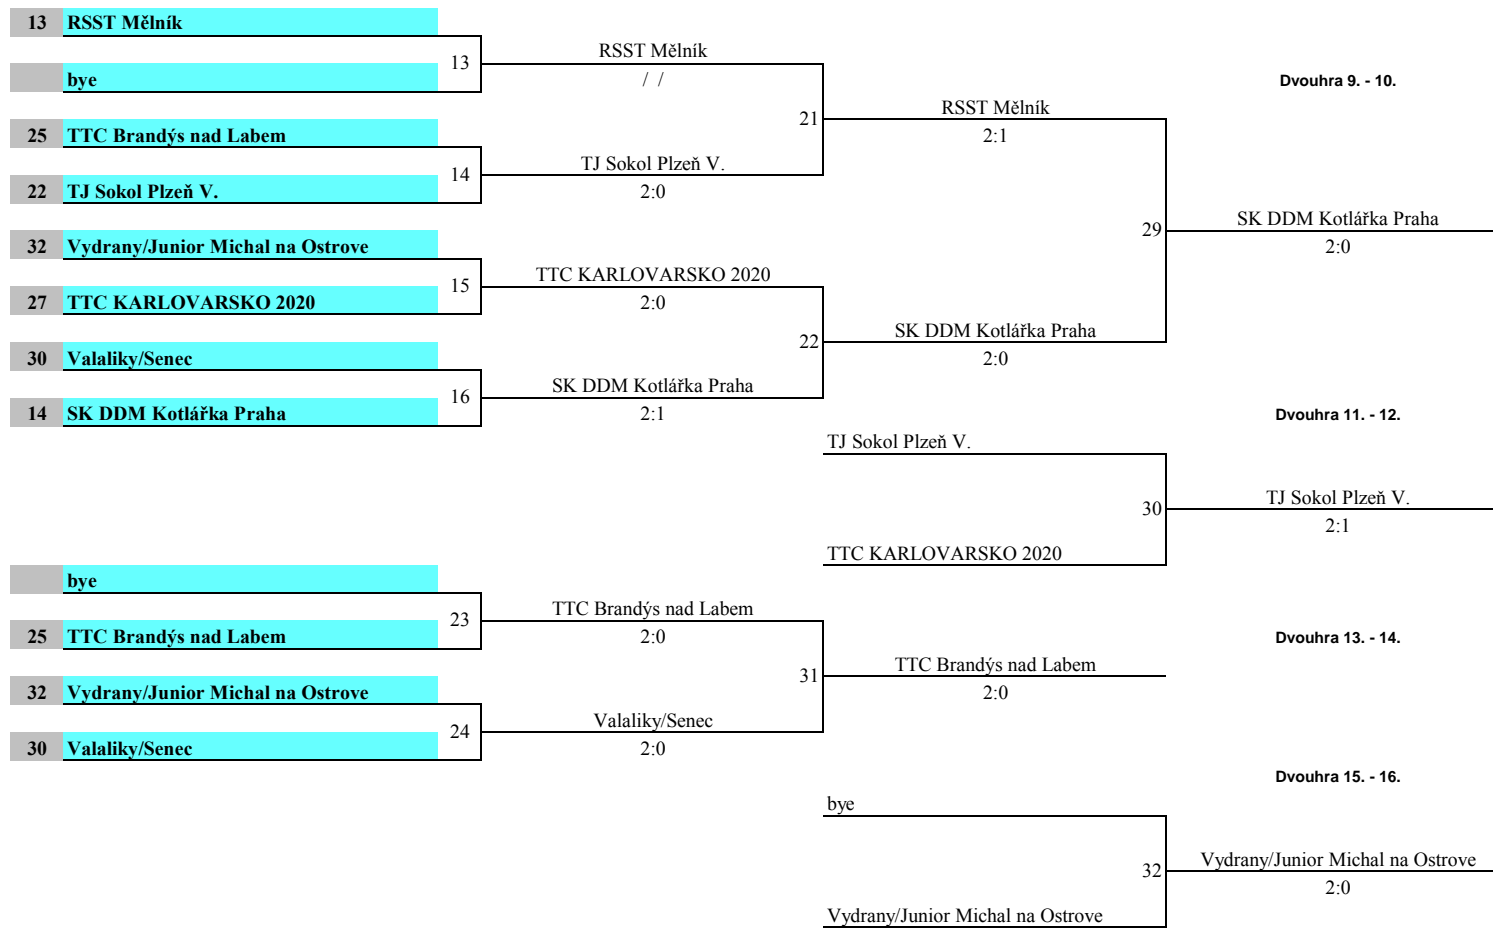 13 RSST Mělník
13
RSST Mělník
bye
/ /
Dvouhra 9. - 10.
21
RSST Mělník
25 TTC Brandýs nad Labem
2:1
14
TJ Sokol Plzeň V.
22 TJ Sokol Plzeň V.
2:0
29
SK DDM Kotlářka Praha
32 Vydrany/Junior Michal na Ostrove
2:0
15
TTC KARLOVARSKO 2020
27 TTC KARLOVARSKO 2020
2:0
22
SK DDM Kotlářka Praha
30 Valaliky/Senec
2:0
16
SK DDM Kotlářka Praha
14 SK DDM Kotlářka Praha
2:1
Dvouhra 11. - 12.
TJ Sokol Plzeň V.
30
TJ Sokol Plzeň V.
2:1
TTC KARLOVARSKO 2020
bye
23
TTC Brandýs nad Labem
25 TTC Brandýs nad Labem
2:0
Dvouhra 13. - 14.
31
TTC Brandýs nad Labem
32 Vydrany/Junior Michal na Ostrove
2:0
24
Valaliky/Senec
30 Valaliky/Senec
2:0
Dvouhra 15. - 16.
bye
32
Vydrany/Junior Michal na Ostrove
2:0
Vydrany/Junior Michal na Ostrove